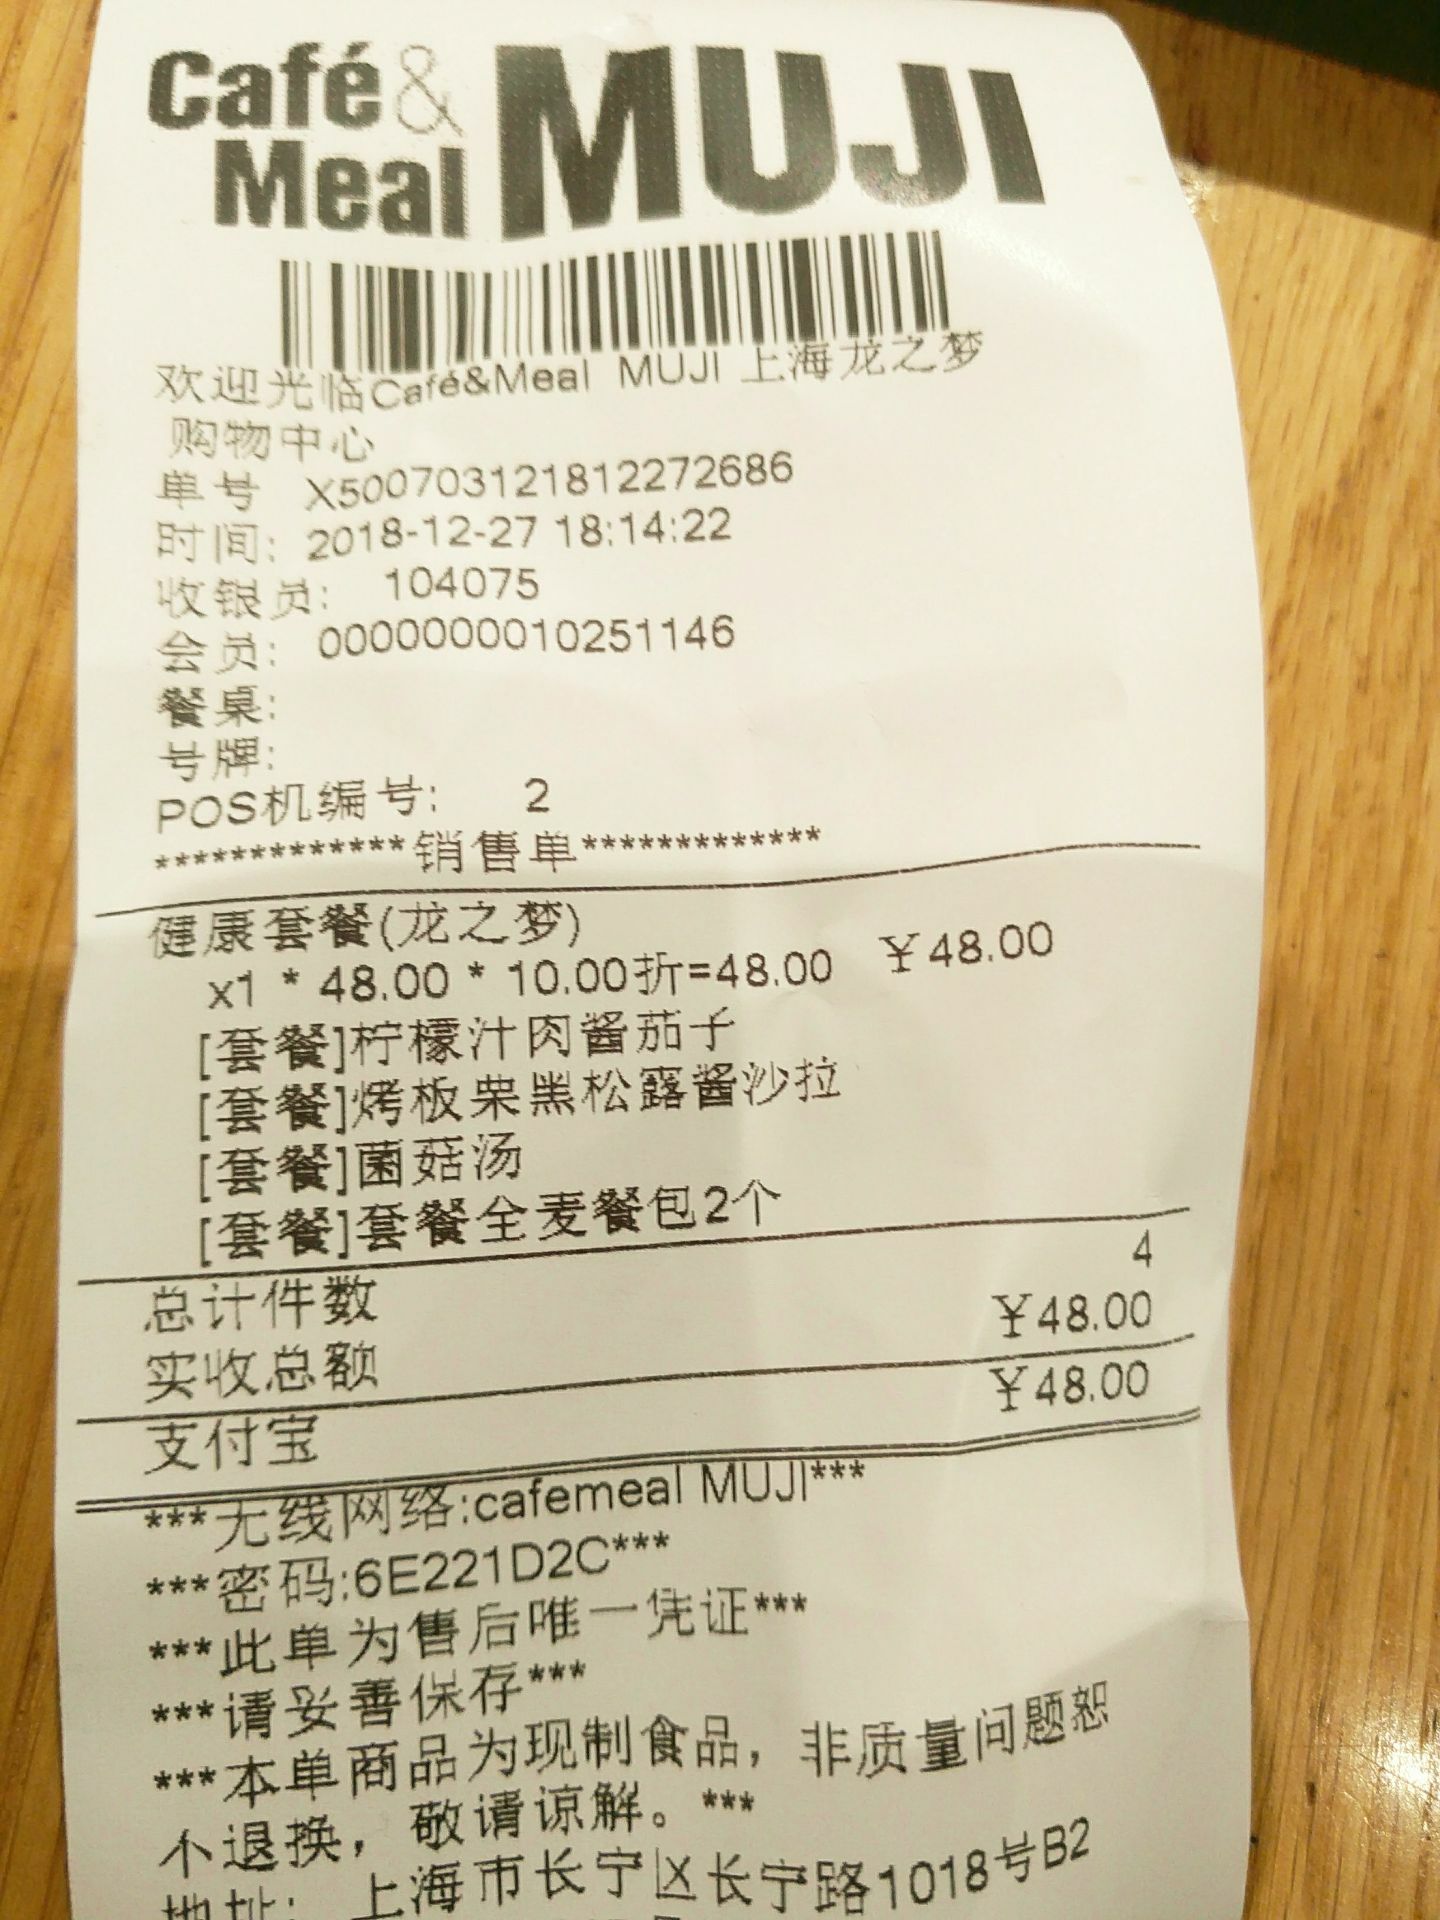 Café&
Meal MUJI
欢迎光临Café&Meal MUJI 上海龙之梦
购物中心
单号 X5007031218122726​86
时间: 2018-12-27 18:14:22
收银员: 104075
会员: 0000000010251146
餐桌:
号牌:
POS机编号: 2
*************销售单*************
健康套餐(龙之梦)
x1 * 48.00 * 10.00折=48.00 ¥48.00
[套餐]柠檬汁肉酱茄子
[套餐]烤板栗黑松露酱沙拉
[套餐]菌菇汤
[套餐]套餐全麦餐包2个
总计件数 4
实收总额 ¥48.00
支付宝 ¥48.00
***无线网络:cafemeal MUJI***
***密码:6E221D2C***
***此单为售后唯一凭证***
***请妥善保存***
***本单商品为现制食品，非质量问题恕
不退换，敬请谅解。***
地址: 上海市长宁区长宁路1018号B2